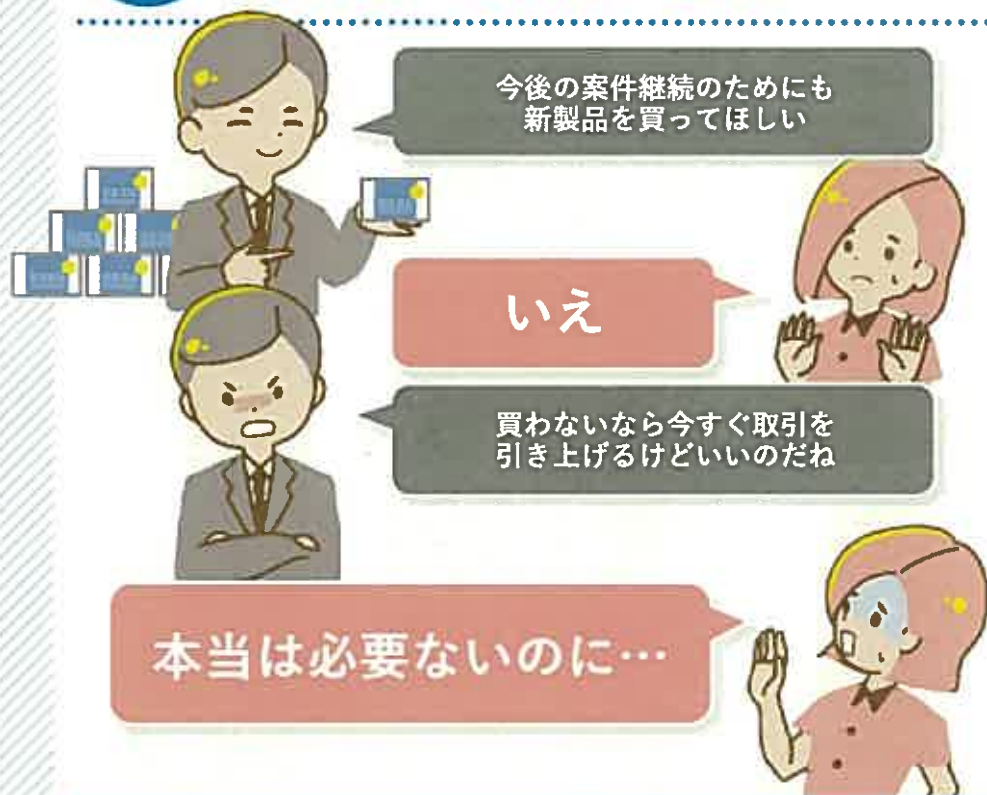 今後の案件継続のためにも
新製品を買ってほしい
いえ
買わないなら今すぐ取引を
引き上げるけどいいのだね
本当は必要ないのに…